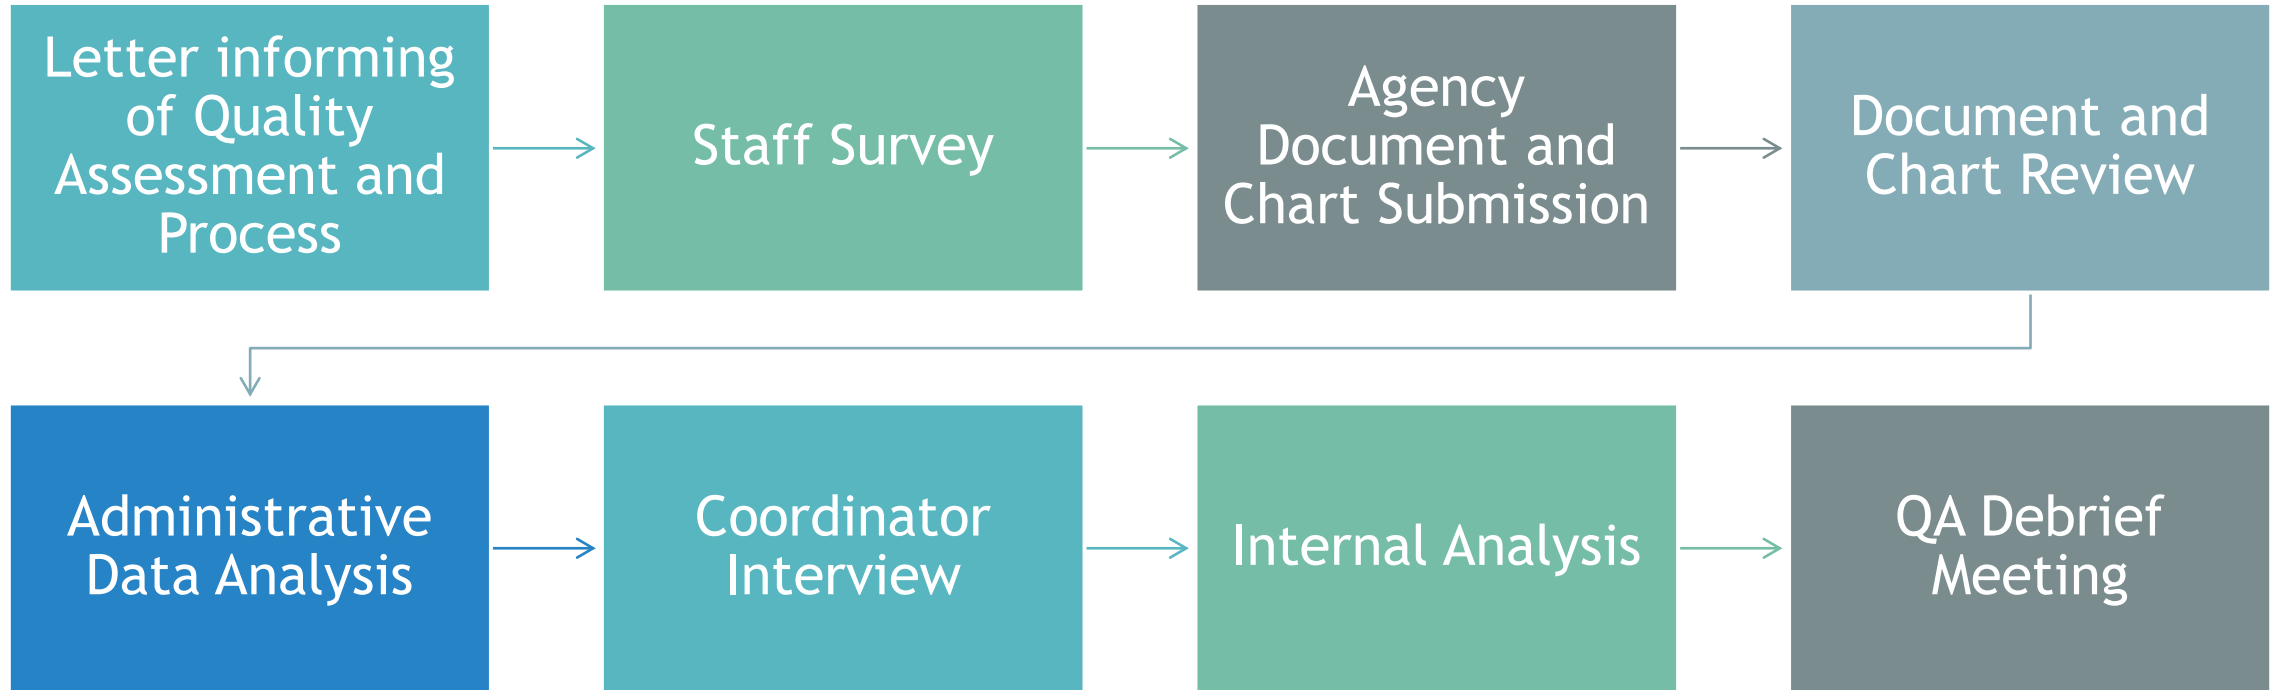 Letter informing
of Quality
Assessment and
Process
Staff Survey
Agency
Document and
Chart Submission
Document and
Chart Review
Administrative
Data Analysis
Coordinator
Interview
Internal Analysis
QA Debrief
Meeting